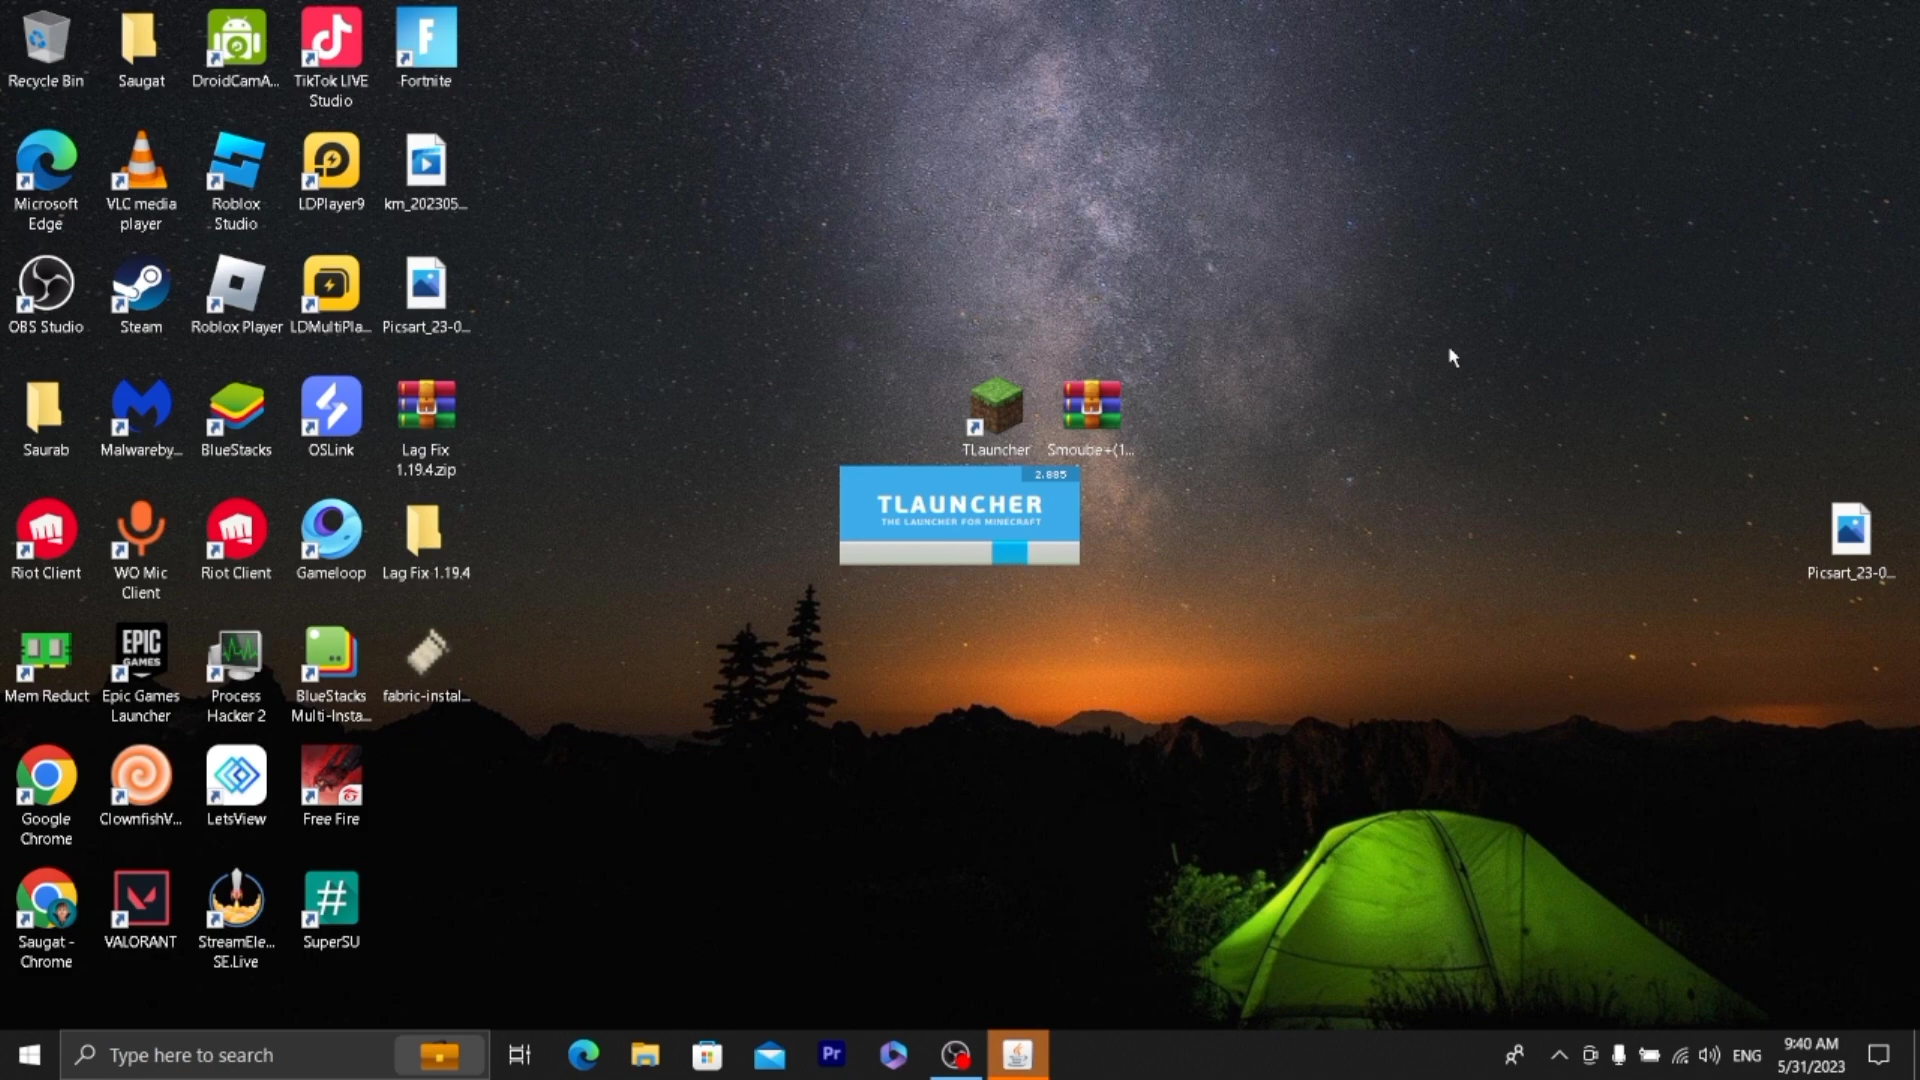 Recycle Bin
Saugat
DroidCamA...
TikTok LIVE
Studio
Fortnite
Microsoft
Edge
VLC media
player
Roblox
Studio
LDPlayer9
km_202305...
OBS Studio
Steam
Roblox Player
LDMultiPla...
Picsart_23-0...
Saurab
Malwareby...
BlueStacks
OSLink
Lag Fix
1.19.4.zip
TLauncher
Smoube+(1...
2.885
TLAUNCHER
THE LAUNCHER FOR MINECRAFT
Riot Client
WO Mic
Client
Riot Client
Gameloop
Lag Fix 1.19.4
Picsart_23-0...
Mem Reduct
EPIC
GAMES
Epic Games
Launcher
Process
Hacker 2
BlueStacks
Multi-Insta...
fabric-instal...
Google
Chrome
ClownfishV...
LetsView
Free Fire
Saugat -
Chrome
VALORANT
StreamEle...
SE.Live
SuperSU
Type here to search
Pr
ENG
9:40 AM
5/31/2023